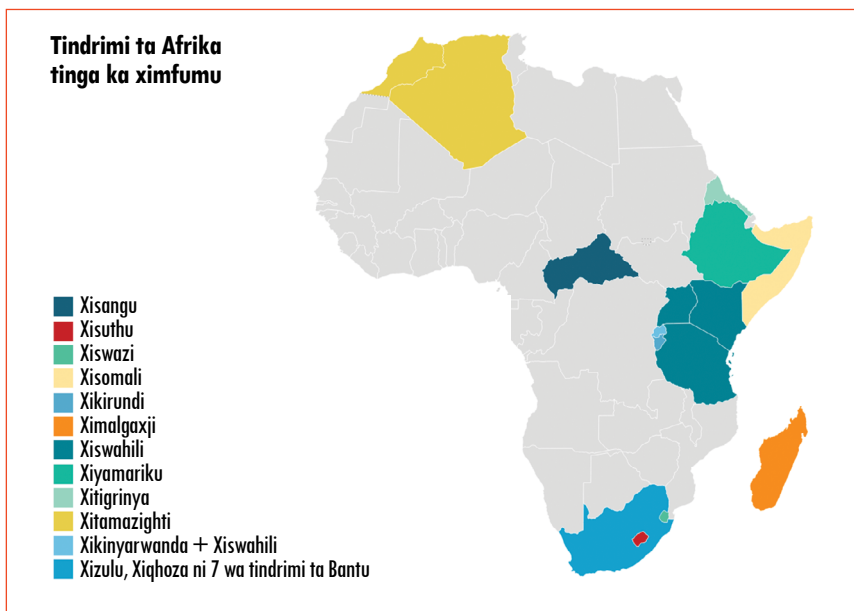 Tindrimi ta Afrika
tinga ka ximfumu
Xisangu
Xisuthu
Xiswazi
Xisomali
Xikirundi
Ximalgaxji
Xiswahili
Xiyamariku
Xitigrinya
Xitamazighti
Xikinyarwanda + Xiswahili
Xizulu, Xiqhoza ni 7 wa tindrimi ta Bantu